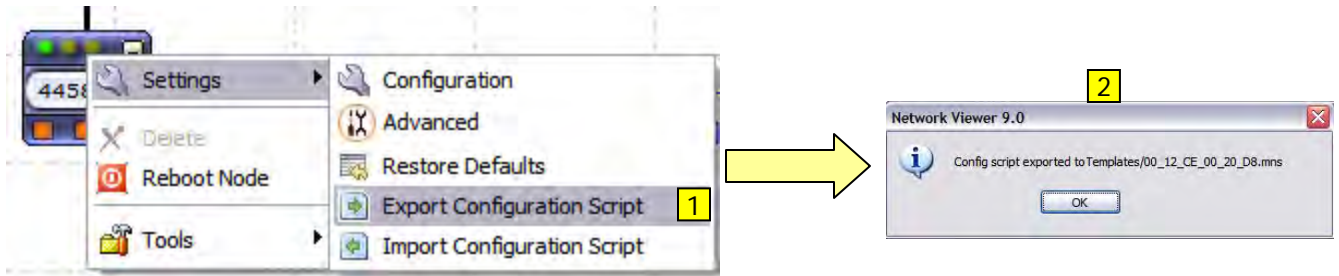 4458
Settings
Delete
Reboot Node
Tools
Configuration
Advanced
Restore Defaults
Export Configuration Script 1
Import Configuration Script
2
Network Viewer 9.0
Config script exported to Templates/00_12_CE_00_20_D8.mns
OK